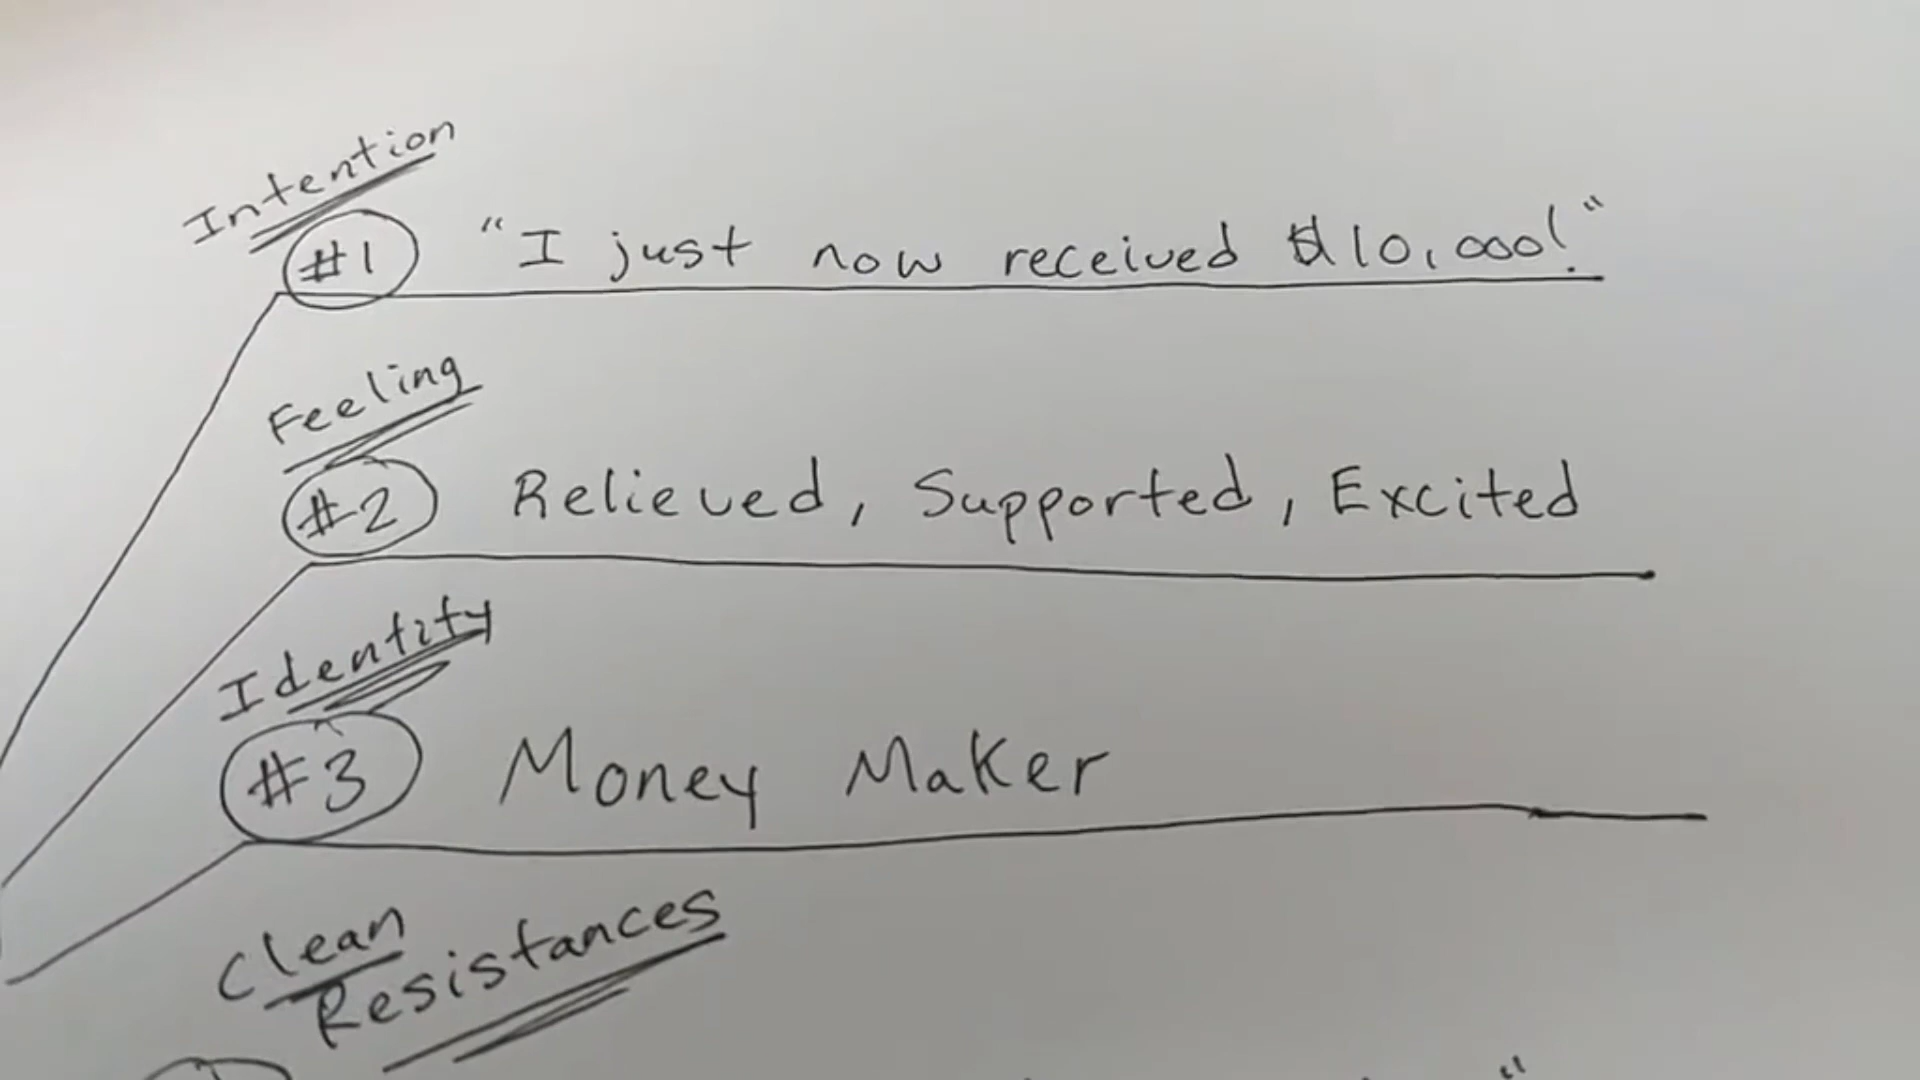 Intention
#1 "I just now received $10,000!"
Feeling
#2 Relieved, Supported, Excited
Identity
#3 Money Maker
Clean
Resistances
"